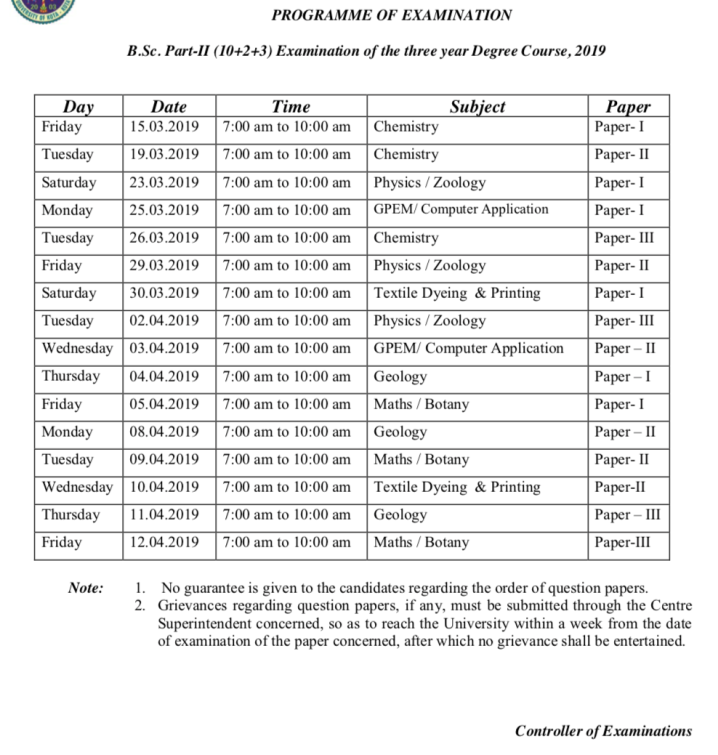 PROGRAMME OF EXAMINATION
B.Sc. Part-II (10+2+3) Examination of the three year Degree Course, 2019
Day Date Time Subject Paper
Friday 15.03.2019 7:00 am to 10:00 am Chemistry Paper- I
Tuesday 19.03.2019 7:00 am to 10:00 am Chemistry Paper- II
Saturday 23.03.2019 7:00 am to 10:00 am Physics / Zoology Paper- I
Monday 25.03.2019 7:00 am to 10:00 am GPEM/ Computer Application Paper- I
Tuesday 26.03.2019 7:00 am to 10:00 am Chemistry Paper- III
Friday 29.03.2019 7:00 am to 10:00 am Physics / Zoology Paper- II
Saturday 30.03.2019 7:00 am to 10:00 am Textile Dyeing & Printing Paper- I
Tuesday 02.04.2019 7:00 am to 10:00 am Physics / Zoology Paper- III
Wednesday 03.04.2019 7:00 am to 10:00 am GPEM/ Computer Application Paper – II
Thursday 04.04.2019 7:00 am to 10:00 am Geology Paper – I
Friday 05.04.2019 7:00 am to 10:00 am Maths / Botany Paper- I
Monday 08.04.2019 7:00 am to 10:00 am Geology Paper – II
Tuesday 09.04.2019 7:00 am to 10:00 am Maths / Botany Paper- II
Wednesday 10.04.2019 7:00 am to 10:00 am Textile Dyeing & Printing Paper-II
Thursday 11.04.2019 7:00 am to 10:00 am Geology Paper – III
Friday 12.04.2019 7:00 am to 10:00 am Maths / Botany Paper-III
Note: 1. No guarantee is given to the candidates regarding the order of question papers.
2. Grievances regarding question papers, if any, must be submitted through the Centre
Superintendent concerned, so as to reach the University within a week from the date
of examination of the paper concerned, after which no grievance shall be entertained.
Controller of Examinations